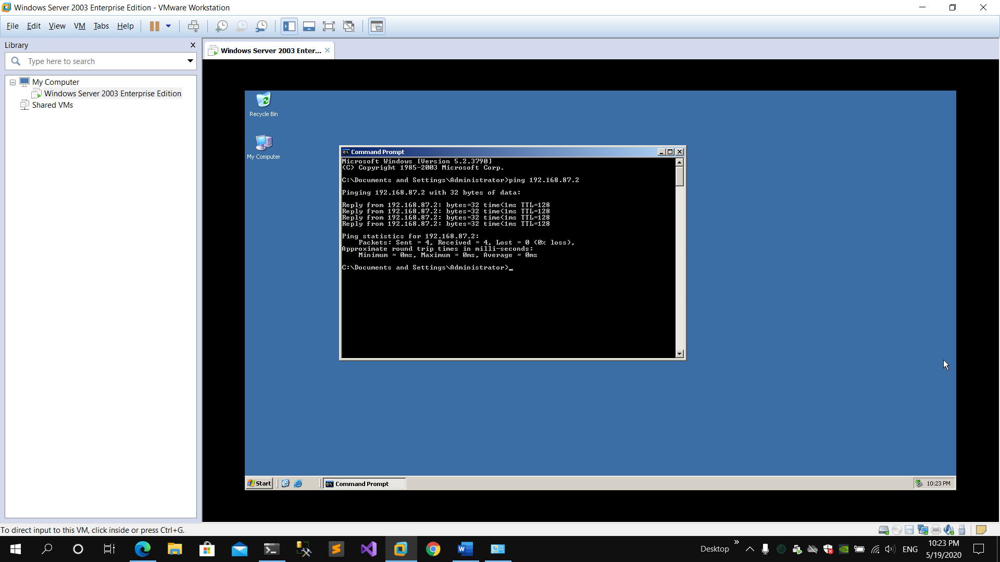 Windows Server 2003 Enterprise Edition - VMware Workstation
File Edit View VM Tabs Help
Library
Type here to search
My Computer
Windows Server 2003 Enterprise Edition
Shared VMs
Windows Server 2003 Enter...
Recycle Bin
My Computer
Command Prompt
Microsoft Windows [Version 5.2.3790]
(C) Copyright 1985-2003 Microsoft Corp.
C:\Documents and Settings\Administrator>ping 192.168.87.2
Pinging 192.168.87.2 with 32 bytes of data:
Reply from 192.168.87.2: bytes=32 time<1ms TTL=128
Reply from 192.168.87.2: bytes=32 time<1ms TTL=128
Reply from 192.168.87.2: bytes=32 time<1ms TTL=128
Reply from 192.168.87.2: bytes=32 time<1ms TTL=128
Ping statistics for 192.168.87.2:
Packets: Sent = 4, Received = 4, Lost = 0 (0% loss),
Approximate round trip times in milli-seconds:
Minimum = 0ms, Maximum = 0ms, Average = 0ms
C:\Documents and Settings\Administrator>_
Start
Command Prompt
10:23 PM
To direct input to this VM, click inside or press Ctrl+G.
Desktop
ENG
10:23 PM
5/19/2020